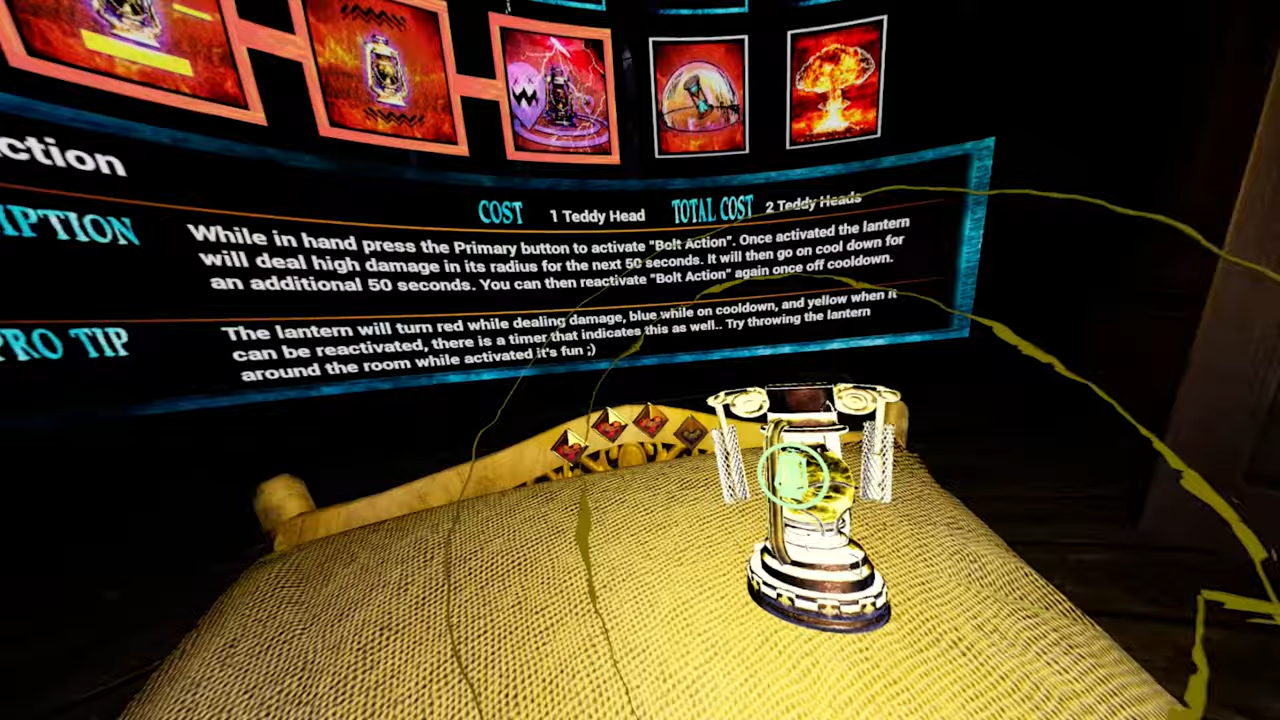 ction
IPTION
COST 1 Teddy Head TOTAL COST 2 Teddy Heads
While in hand press the Primary button to activate "Bolt Action". Once activated the lantern
will deal high damage in its radius for the next 50 seconds. It will then go on cool down for
an additional 50 seconds. You can then reactivate "Bolt Action" again once off cooldown.
PRO TIP
The lantern will turn red while dealing damage, blue while on cooldown, and yellow when it
can be reactivated, there is a timer that indicates this as well.. Try throwing the lantern
around the room while activated it's fun ;)